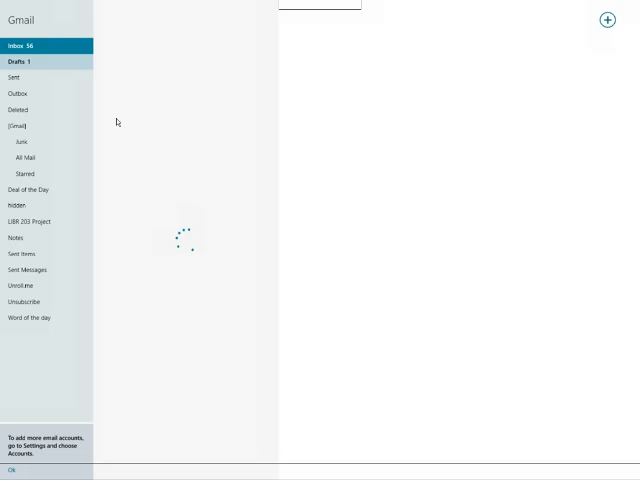 Gmail
Inbox 56
Drafts 1
Sent
Outbox
Deleted
[Gmail]
Junk
All Mail
Starred
Deal of the Day
hidden
LIBR 203 Project
Notes
Sent Items
Sent Messages
Unroll.me
Unsubscribe
Word of the day
To add more email accounts,
go to Settings and choose
Accounts.
Ok